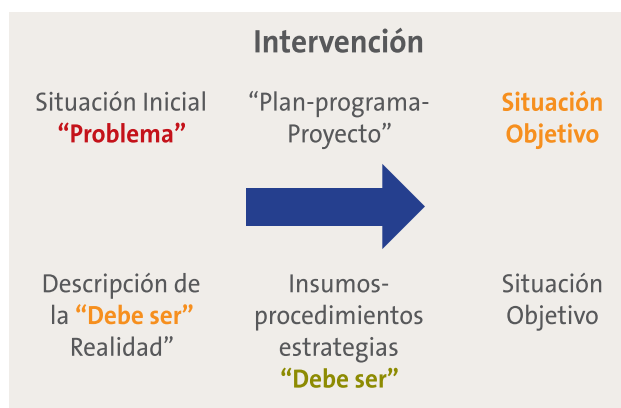 Intervención
Situación Inicial
“Problema”
“Plan-programa-
Proyecto”
Situación
Objetivo
Descripción de
la “Debe ser”
Realidad”
Insumos-
procedimientos
estrategias
“Debe ser”
Situación
Objetivo